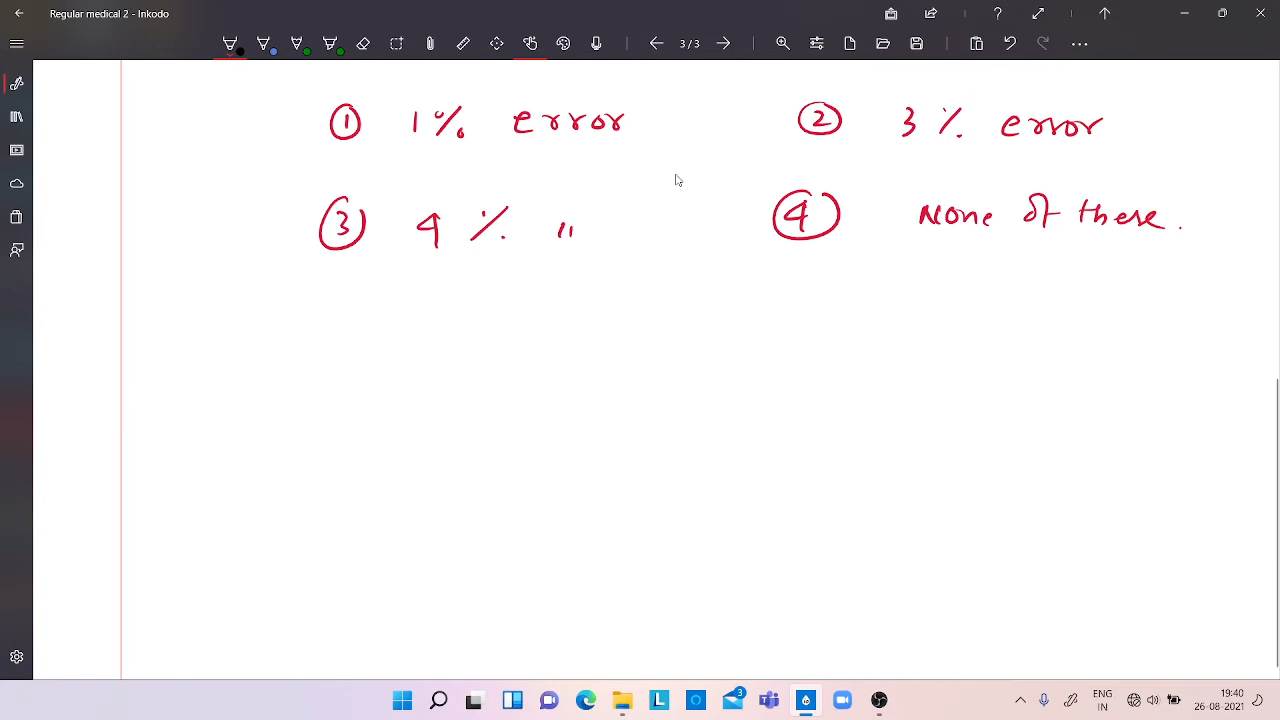 Regular medical 2 - Inkodo
3/3
① 1% error ② 3% error
③ 4% " ④ None of these.
3
ENG
IN
19:40
26-08-2021